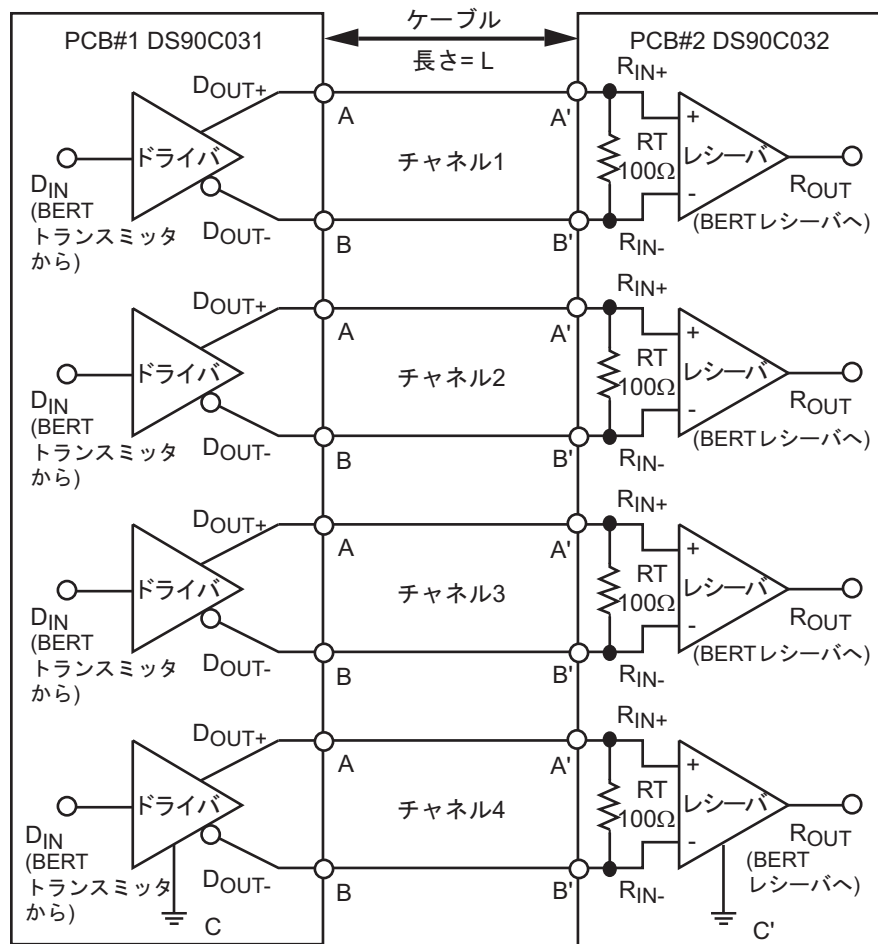 ケーブル
長さ= L
PCB#1 DS90C031
PCB#2 DS90C032
DOUT+
A
A'
RIN+
+
ドライバ
チャネル1
RT
100Ω
レシーバ
DIN
(BERT
トランスミッタ
から)
-
ROUT
(BERTレシーバへ)
DOUT-
B
B'
RIN-
DOUT+
A
A'
RIN+
+
ドライバ
チャネル2
RT
100Ω
レシーバ
DIN
(BERT
トランスミッタ
から)
-
ROUT
(BERTレシーバへ)
DOUT-
B
B'
RIN-
DOUT+
A
A'
RIN+
+
ドライバ
チャネル3
RT
100Ω
レシーバ
DIN
(BERT
トランスミッタ
から)
-
ROUT
(BERTレシーバへ)
DOUT-
B
B'
RIN-
DOUT+
A
A'
RIN+
+
ドライバ
チャネル4
RT
100Ω
レシーバ
DIN
(BERT
トランスミッタ
から)
-
ROUT
(BERT
レシーバへ)
DOUT-
B
B'
RIN-
C
C'